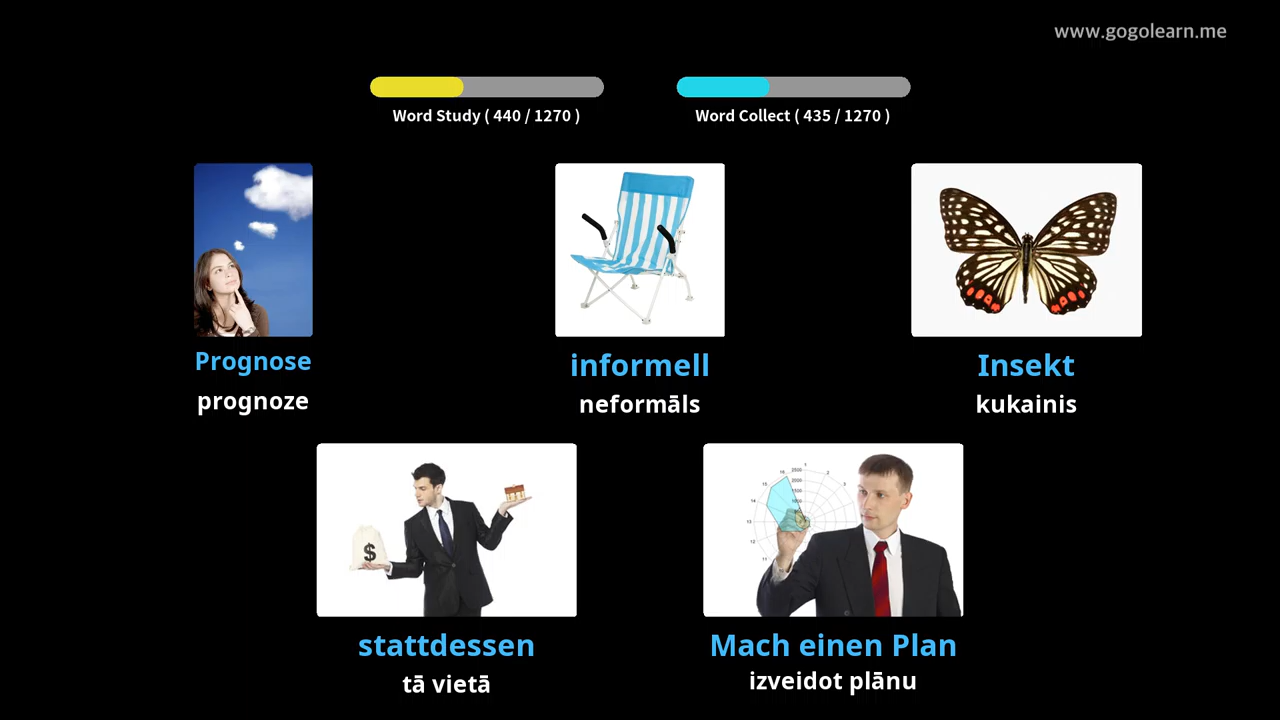 www.gogolearn.me
Word Study ( 440 / 1270 )
Word Collect ( 435 / 1270 )
Prognose
prognoze
informell
neformāls
Insekt
kukainis
$
stattdessen
tā vietā
Mach einen Plan
izveidot plānu